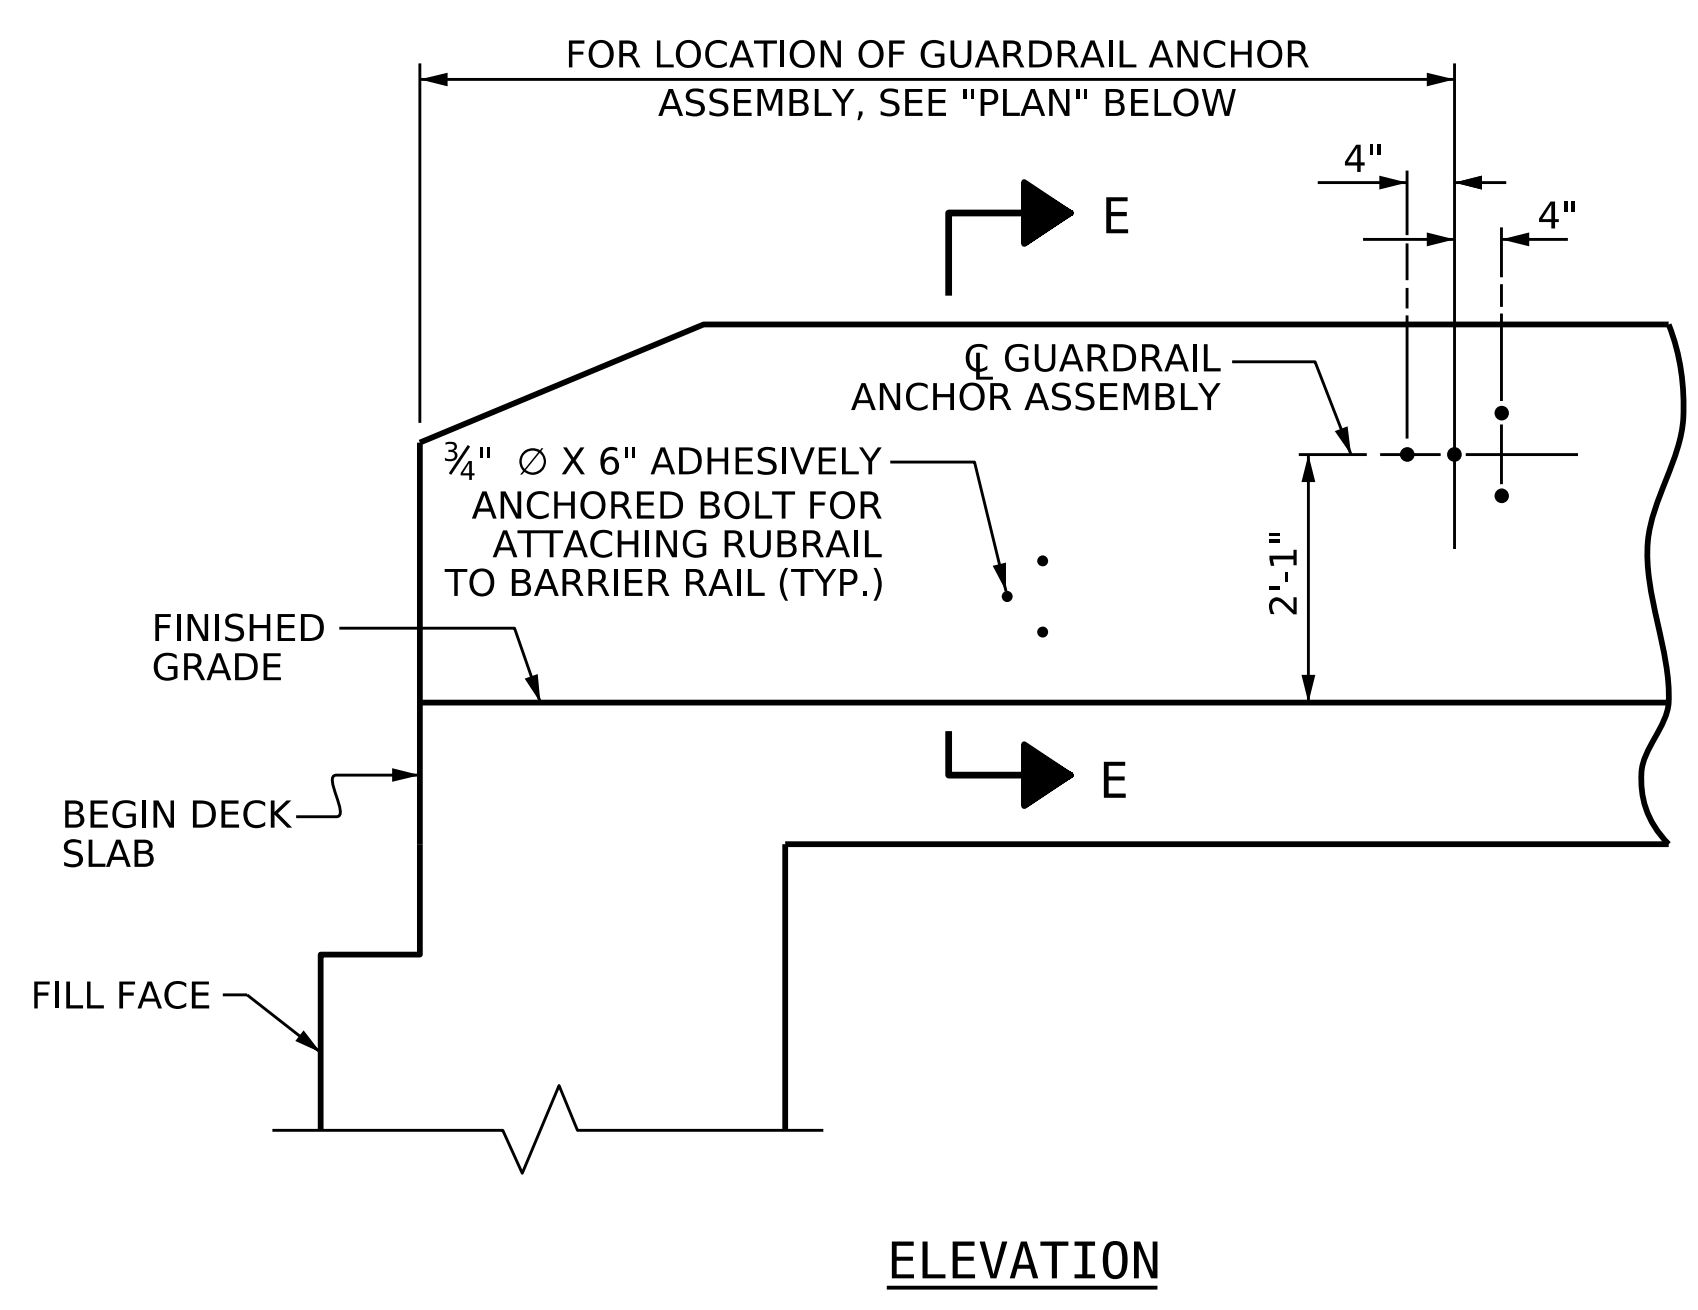 FOR LOCATION OF GUARDRAIL ANCHOR
ASSEMBLY, SEE "PLAN" BELOW
4"
4"
E
℄ GUARDRAIL
ANCHOR ASSEMBLY
¾" ∅ X 6" ADHESIVELY
ANCHORED BOLT FOR
ATTACHING RUBRAIL
TO BARRIER RAIL (TYP.)
2'-1"
FINISHED
GRADE
E
BEGIN DECK
SLAB
FILL FACE
ELEVATION